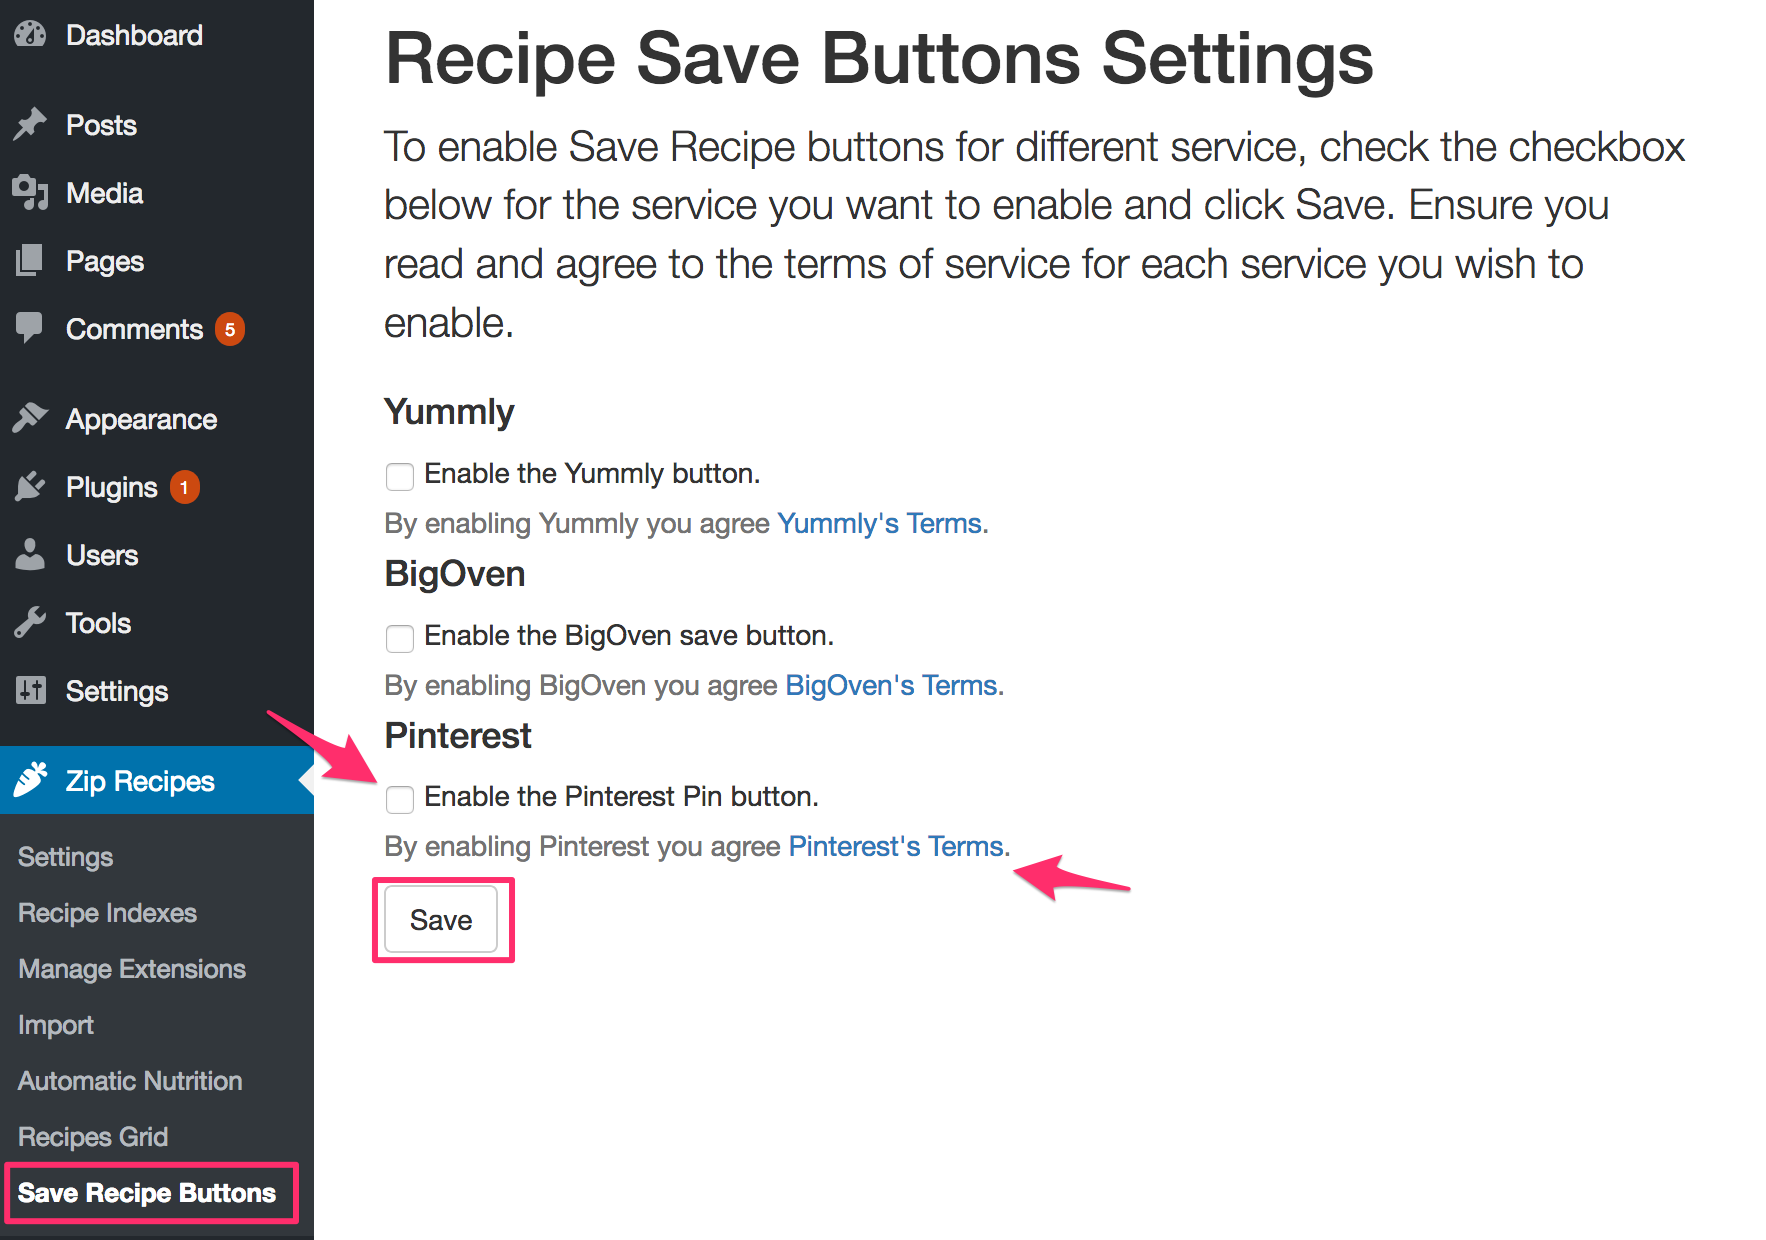 Dashboard
Posts
Media
Pages
Comments 5
Appearance
Plugins 1
Users
Tools
Settings
Zip Recipes
Settings
Recipe Indexes
Manage Extensions
Import
Automatic Nutrition
Recipes Grid
Save Recipe Buttons
Recipe Save Buttons Settings
To enable Save Recipe buttons for different service, check the checkbox
below for the service you want to enable and click Save. Ensure you
read and agree to the terms of service for each service you wish to
enable.
Yummly
Enable the Yummly button.
By enabling Yummly you agree Yummly's Terms.
BigOven
Enable the BigOven save button.
By enabling BigOven you agree BigOven's Terms.
Pinterest
Enable the Pinterest Pin button.
By enabling Pinterest you agree Pinterest's Terms.
Save